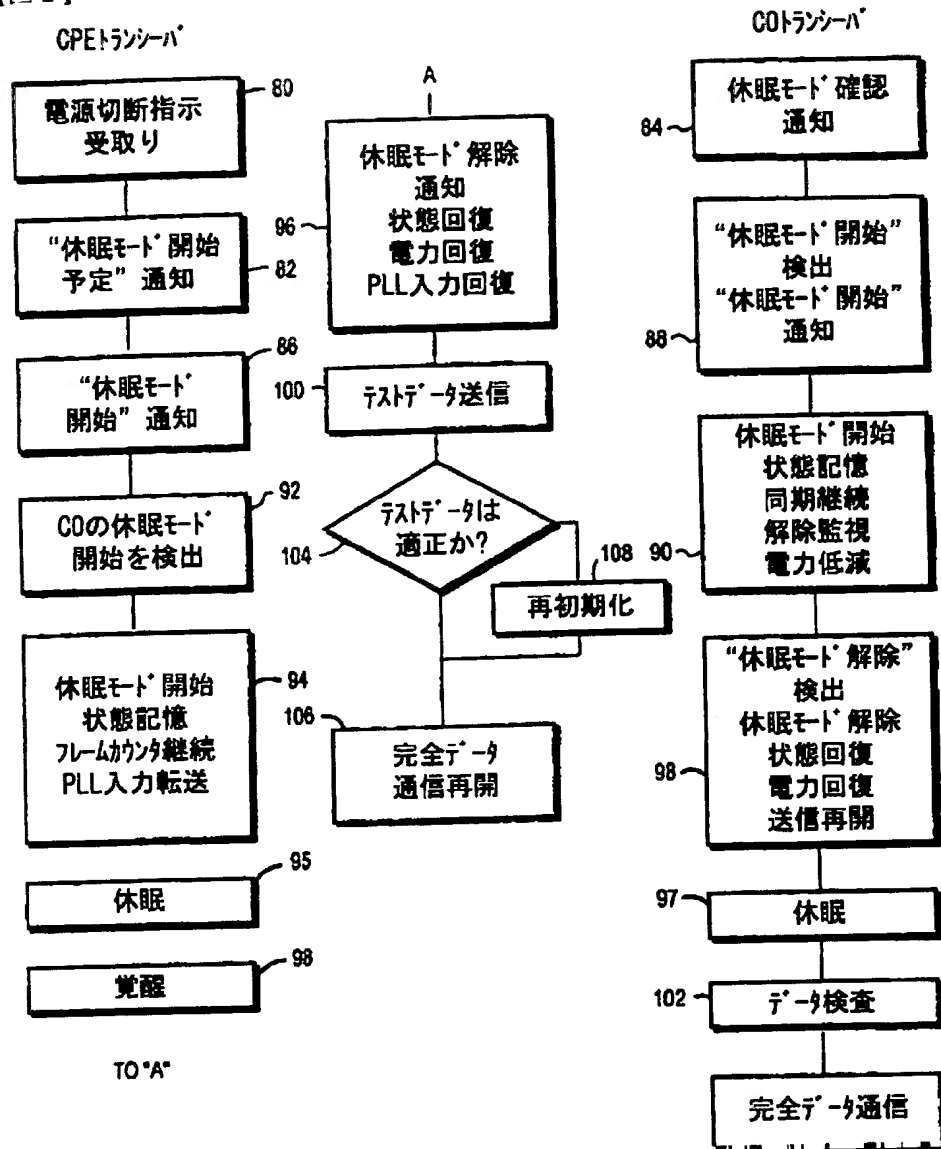 CPEトランシーバ
電源切断指示
受取り
80
“休眠モード開始
予定”通知
82
86
“休眠モード
開始”通知
COの休眠モード
開始を検出
92
休眠モード開始
状態記憶
フレームカウンタ継続
PLL入力転送
94
95
休眠
98
覚醒
TO "A"
A
休眠モード解除
通知
状態回復
電力回復
PLL入力回復
96
100
テストデータ送信
テストデータは
適正か?
104
108
再初期化
106
完全データ
通信再開
COトランシーバ
休眠モード確認
通知
84
“休眠モード開始”
検出
“休眠モード開始”
通知
88
休眠モード開始
状態記憶
同期継続
解除監視
電力低減
90
“休眠モード解除”
検出
休眠モード解除
状態回復
電力回復
送信再開
98
97
休眠
102
データ検査
完全データ通信